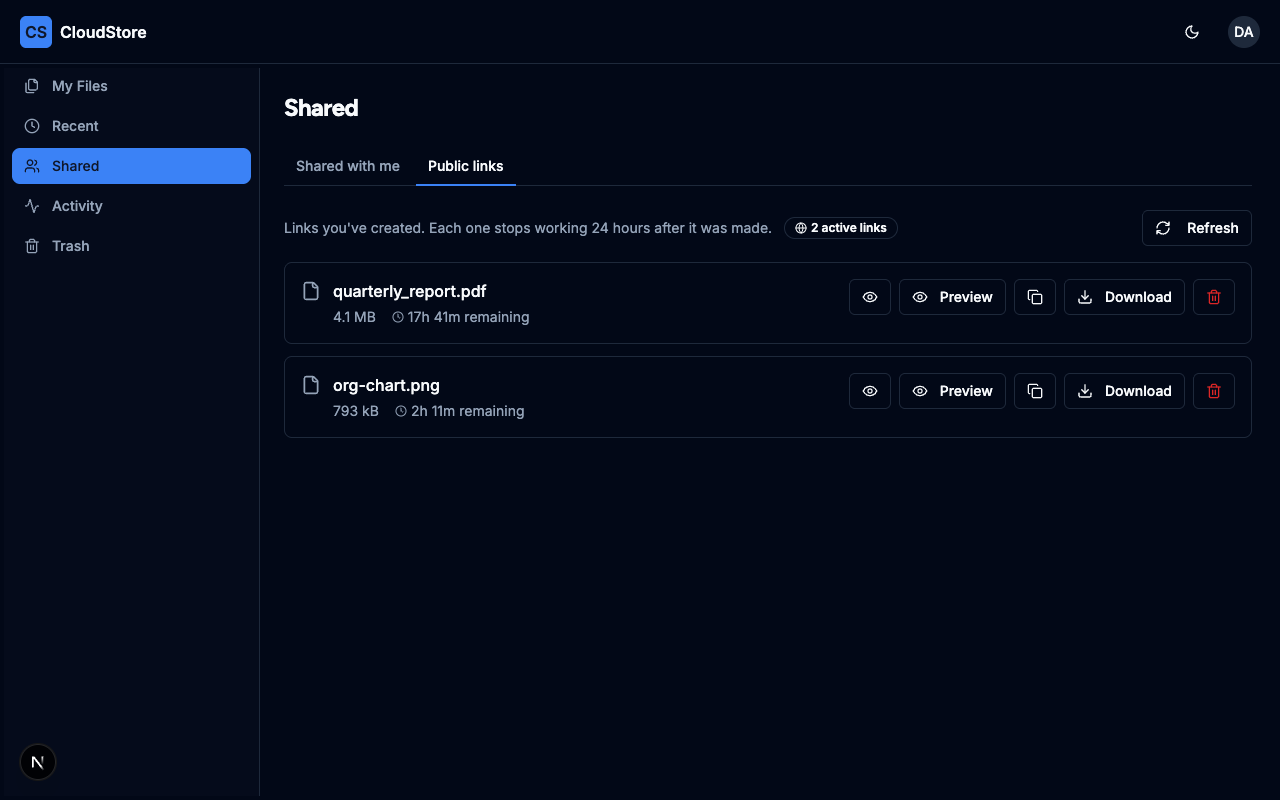 CS CloudStore
DA
My Files
Recent
Shared
Activity
Trash
Shared
Shared with me Public links
Links you've created. Each one stops working 24 hours after it was made. 2 active links Refresh
quarterly_report.pdf Preview Download
4.1 MB 17h 41m remaining
org-chart.png Preview Download
793 kB 2h 11m remaining
N